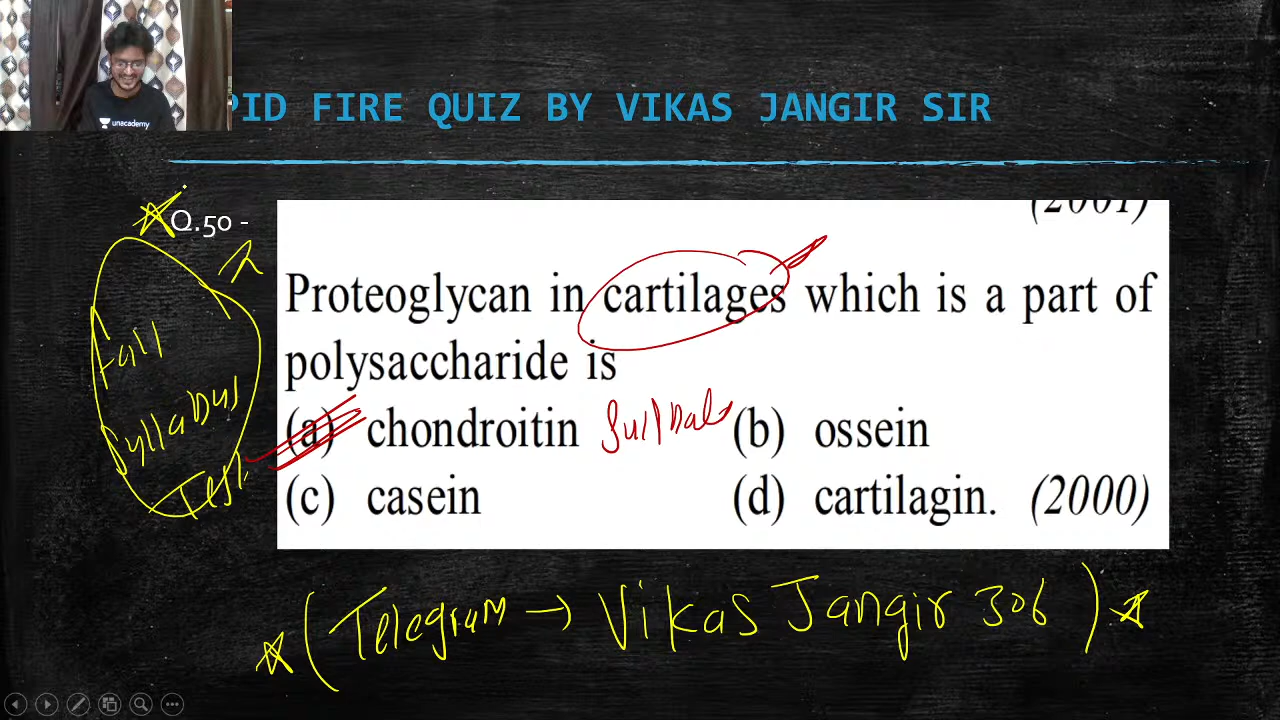 PID FIRE QUIZ BY VIKAS JANGIR SIR
unacademy
Q.50 -
(2001)
Proteoglycan in cartilages which is a part of
polysaccharide is
(a) chondroitin (b) ossein
(c) casein (d) cartilagin. (2000)
Full
Syllabus
Test
(Telegram → Vikas Jangir 306)